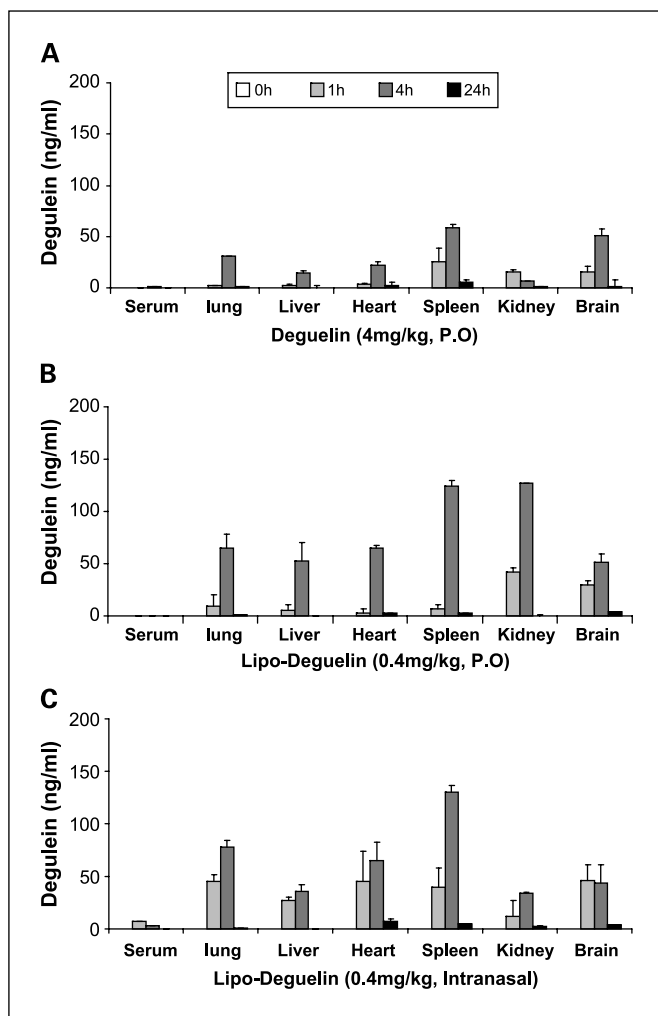 A
0h 1h 4h 24h
200
150
100
50
0
Degulein (ng/ml)
Serum lung Liver Heart Spleen Kidney Brain
Deguelin (4mg/kg, P.O)
B
200
150
100
50
0
Degulein (ng/ml)
Serum lung Liver Heart Spleen Kidney Brain
Lipo-Deguelin (0.4mg/kg, P.O)
C
200
150
100
50
0
Degulein (ng/ml)
Serum lung Liver Heart Spleen Kidney Brain
Lipo-Deguelin (0.4mg/kg, Intranasal)